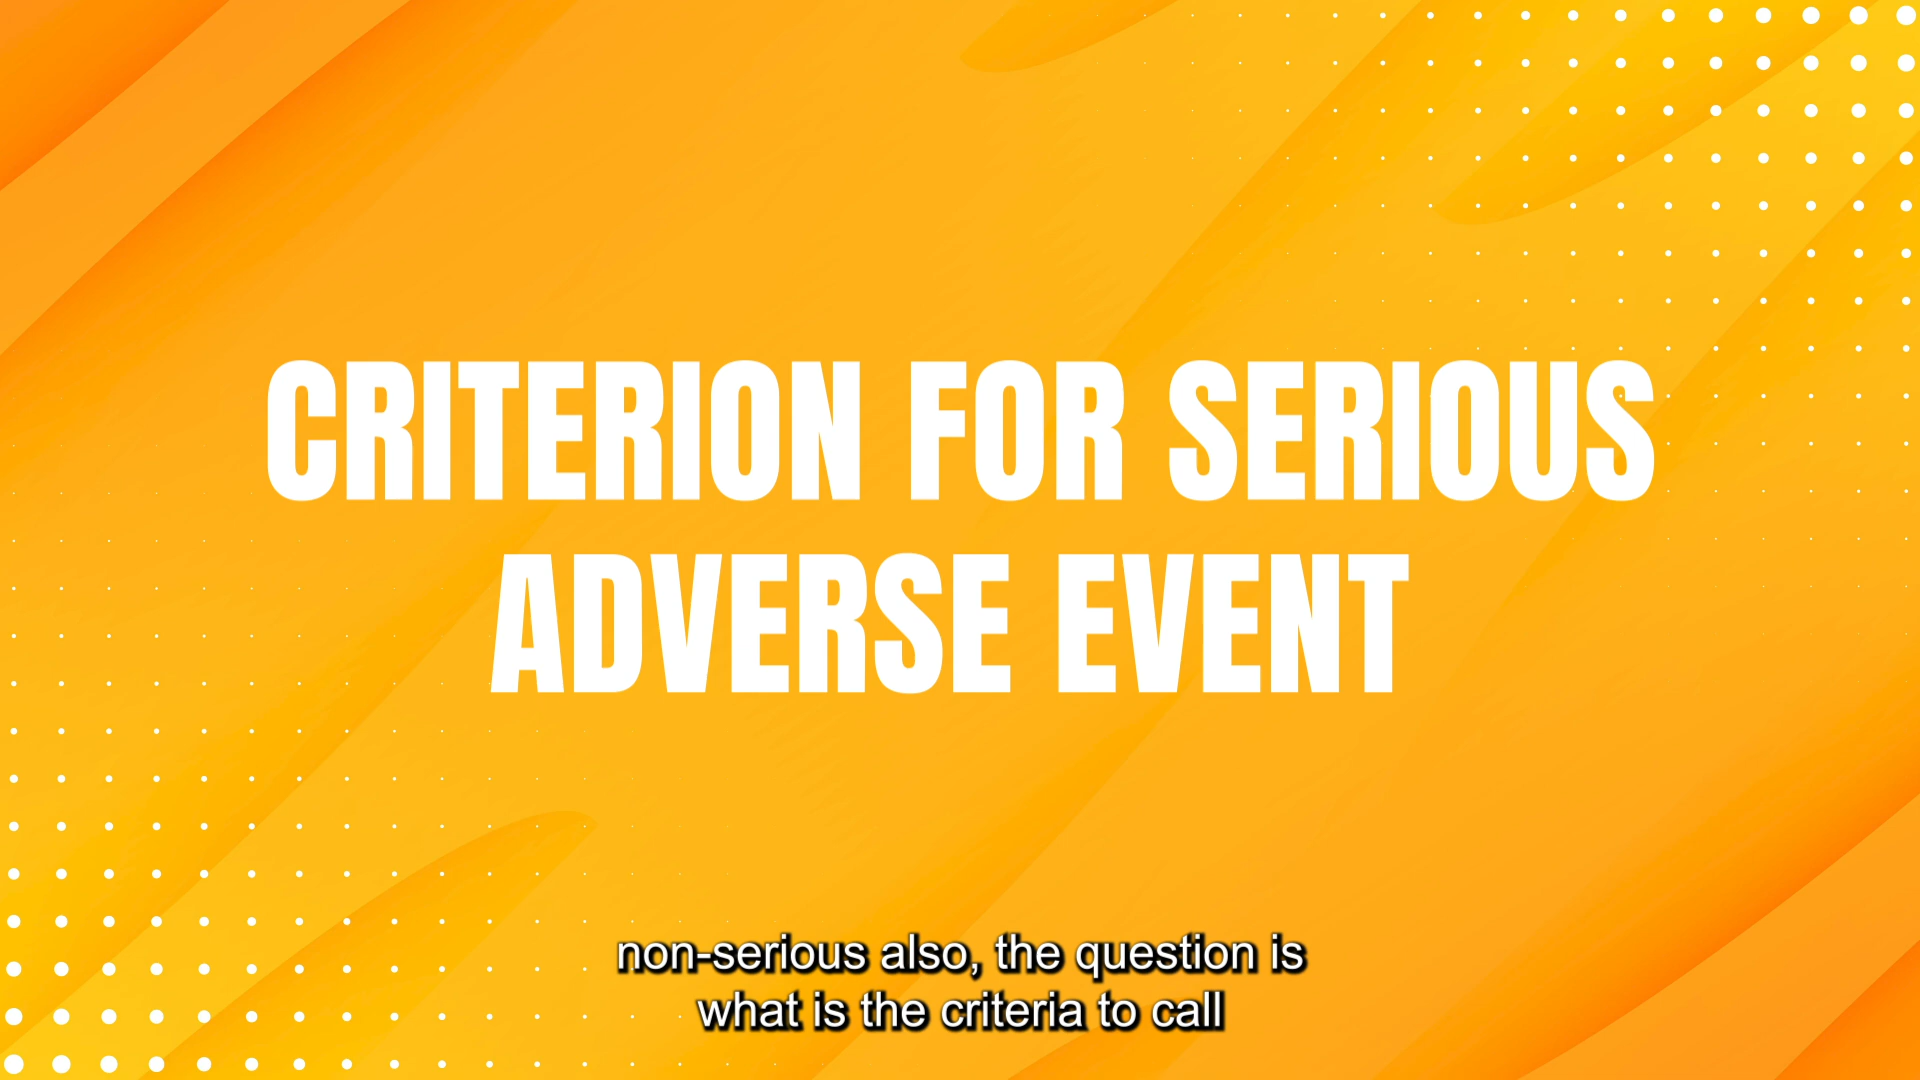 CRITERION FOR SERIOUS
ADVERSE EVENT
non-serious also, the question is
what is the criteria to call